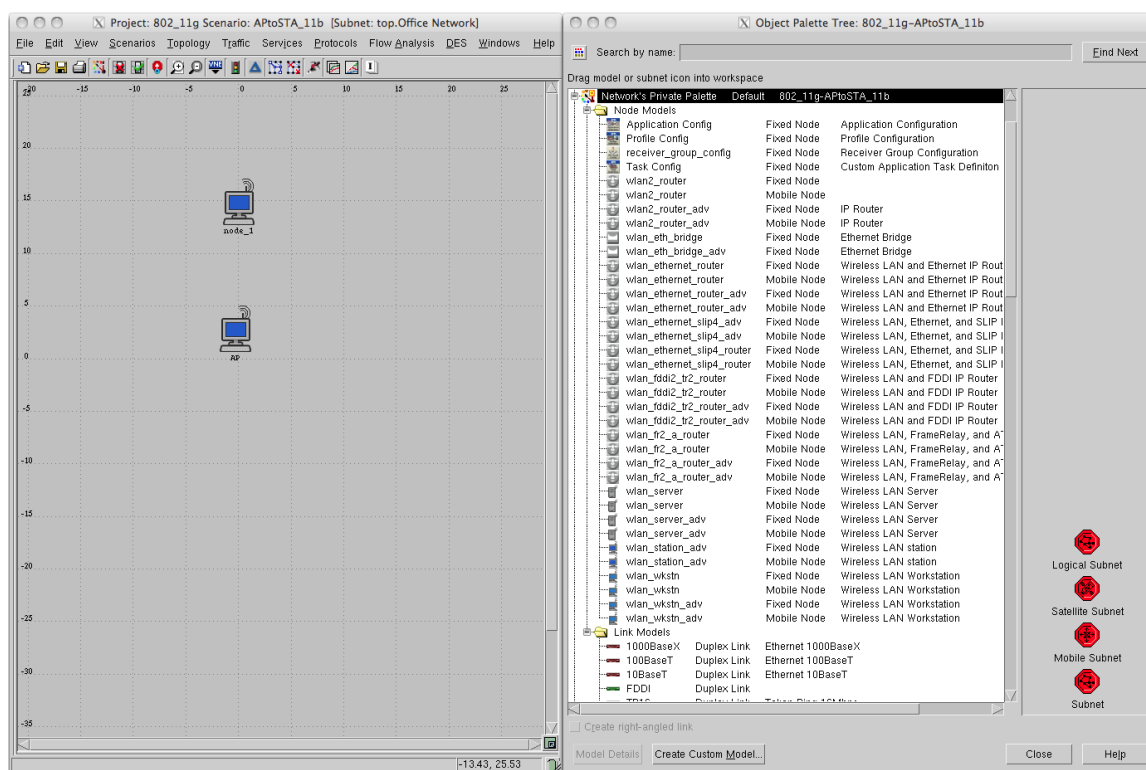 Project: 802_11g Scenario: APtoSTA_11b [Subnet: top.Office Network]
File Edit View Scenarios Topology Traffic Services Protocols Flow Analysis DES Windows Help
-20 -15 -10 -5 0 5 10 15 20 25
25
20
15
node_1
10
5
AP
0
-5
-10
-15
-20
-25
-30
-35
-13.43, 25.53
Object Palette Tree: 802_11g-APtoSTA_11b
Search by name: Find Next
Drag model or subnet icon into workspace
Network's Private Palette Default 802_11g-APtoSTA_11b
Node Models
Application Config Fixed Node Application Configuration
Profile Config Fixed Node Profile Configuration
receiver_group_config Fixed Node Receiver Group Configuration
Task Config Fixed Node Custom Application Task Definiton
wlan2_router Fixed Node
wlan2_router Mobile Node
wlan2_router_adv Fixed Node IP Router
wlan2_router_adv Mobile Node IP Router
wlan_eth_bridge Fixed Node Ethernet Bridge
wlan_eth_bridge_adv Fixed Node Ethernet Bridge
wlan_ethernet_router Fixed Node Wireless LAN and Ethernet IP Rout
wlan_ethernet_router Mobile Node Wireless LAN and Ethernet IP Rout
wlan_ethernet_router_adv Fixed Node Wireless LAN and Ethernet IP Rout
wlan_ethernet_router_adv Mobile Node Wireless LAN and Ethernet IP Rout
wlan_ethernet_slip4_adv Fixed Node Wireless LAN, Ethernet, and SLIP I
wlan_ethernet_slip4_adv Mobile Node Wireless LAN, Ethernet, and SLIP I
wlan_ethernet_slip4_router Fixed Node Wireless LAN, Ethernet, and SLIP I
wlan_ethernet_slip4_router Mobile Node Wireless LAN, Ethernet, and SLIP I
wlan_fddi2_tr2_router Fixed Node Wireless LAN and FDDI IP Router
wlan_fddi2_tr2_router Mobile Node Wireless LAN and FDDI IP Router
wlan_fddi2_tr2_router_adv Fixed Node Wireless LAN and FDDI IP Router
wlan_fddi2_tr2_router_adv Mobile Node Wireless LAN and FDDI IP Router
wlan_fr2_a_router Fixed Node Wireless LAN, FrameRelay, and AT
wlan_fr2_a_router Mobile Node Wireless LAN, FrameRelay, and AT
wlan_fr2_a_router_adv Fixed Node Wireless LAN, FrameRelay, and AT
wlan_fr2_a_router_adv Mobile Node Wireless LAN, FrameRelay, and AT
wlan_server Fixed Node Wireless LAN Server
wlan_server Mobile Node Wireless LAN Server
wlan_server_adv Fixed Node Wireless LAN Server
wlan_server_adv Mobile Node Wireless LAN Server
wlan_station_adv Fixed Node Wireless LAN station
wlan_station_adv Mobile Node Wireless LAN station
wlan_wkstn Fixed Node Wireless LAN Workstation
wlan_wkstn Mobile Node Wireless LAN Workstation
wlan_wkstn_adv Fixed Node Wireless LAN Workstation
wlan_wkstn_adv Mobile Node Wireless LAN Workstation
Link Models
1000BaseX Duplex Link Ethernet 1000BaseX
100BaseT Duplex Link Ethernet 100BaseT
10BaseT Duplex Link Ethernet 10BaseT
FDDI Duplex Link
Logical Subnet
Satellite Subnet
Mobile Subnet
Subnet
Create right-angled link
Model Details Create Custom Model... Close Help